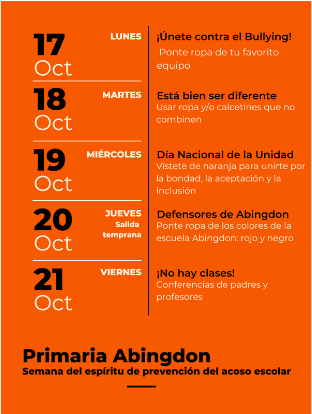 17
Oct
LUNES
¡Únete contra el Bullying!
Ponte ropa de tu favorito
equipo
18
Oct
MARTES
Está bien ser diferente
Usar ropa y/o calcetines que no
combinen
19
Oct
MIÉRCOLES
Día Nacional de la Unidad
Vístete de naranja para unirte por
la bondad, la aceptación y la
inclusión
20
Oct
JUEVES
Salida
temprana
Defensores de Abingdon
Ponte ropa de los colores de la
escuela Abingdon: rojo y negro
21
Oct
VIERNES
¡No hay clases!
Conferencias de padres y
profesores
Primaria Abingdon
Semana del espíritu de prevención del acoso escolar